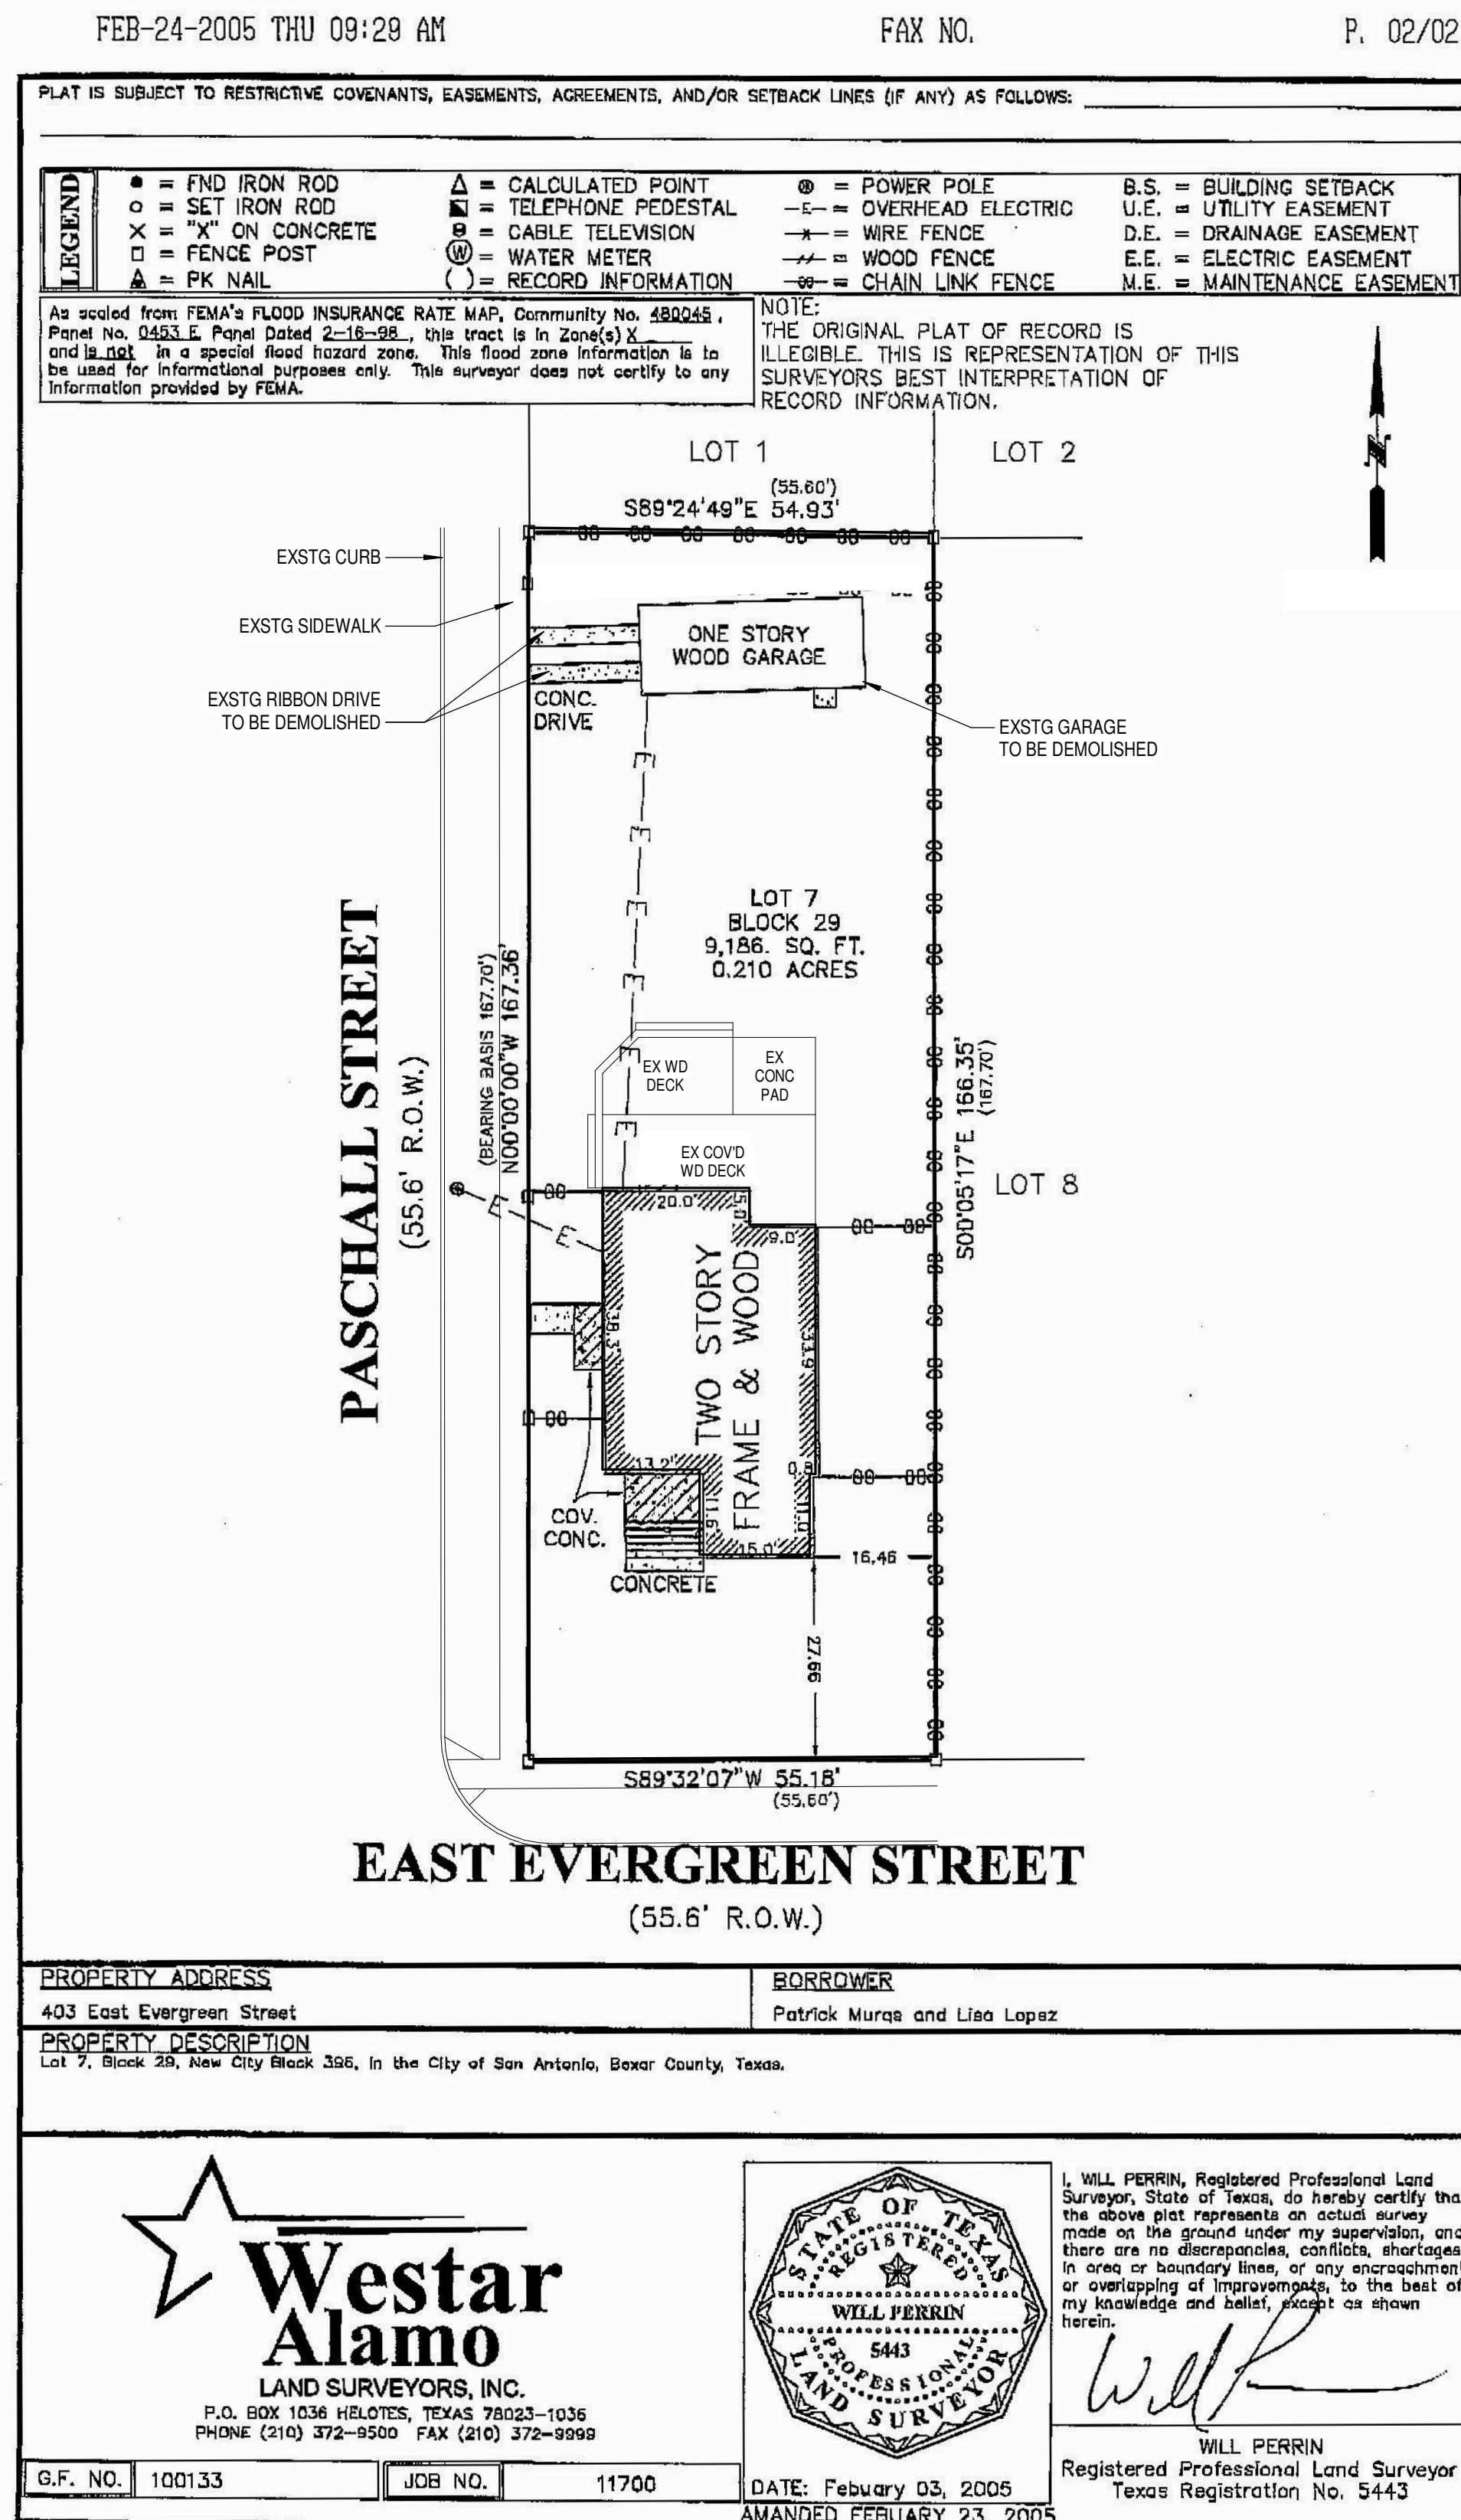 FEB-24-2005 THU 09:29 AM FAX NO. P. 02/02
PLAT IS SUBJECT TO RESTRICTIVE COVENANTS, EASEMENTS, AGREEMENTS, AND/OR SETBACK LINES (IF ANY) AS FOLLOWS:
LEGEND
= FND IRON ROD
= SET IRON ROD
X = "X" ON CONCRETE
= FENCE POST
= PK NAIL
Δ = CALCULATED POINT
= TELEPHONE PEDESTAL
= CABLE TELEVISION
W = WATER METER
( ) = RECORD INFORMATION
= POWER POLE
-E- = OVERHEAD ELECTRIC
-x- = WIRE FENCE
-//- = WOOD FENCE
= CHAIN LINK FENCE
B.S. = BUILDING SETBACK
U.E. = UTILITY EASEMENT
D.E. = DRAINAGE EASEMENT
E.E. = ELECTRIC EASEMENT
M.E. = MAINTENANCE EASEMENT
As scaled from FEMA's FLOOD INSURANCE RATE MAP, Community No. 480045,
Panel No. 0453 E Panel Dated 2-16-96, this tract is in Zone(s) X
and is not in a special flood hazard zone. This flood zone information is to
be used for informational purposes only. This surveyor does not certify to any
information provided by FEMA.
NOTE:
THE ORIGINAL PLAT OF RECORD IS
ILLEGIBLE. THIS IS REPRESENTATION OF THIS
SURVEYORS BEST INTERPRETATION OF
RECORD INFORMATION.
N
LOT 1
LOT 2
(55.60')
S89°24'49"E 54.93'
EXSTG CURB
EXSTG SIDEWALK
EXSTG RIBBON DRIVE
TO BE DEMOLISHED
ONE STORY
WOOD GARAGE
CONC.
DRIVE
EXSTG GARAGE
TO BE DEMOLISHED
E
E
E
E
E
E
LOT 7
BLOCK 29
9,186. SQ. FT.
0.210 ACRES
PASCHALL STREET
(55.6' R.O.W.)
(BEARING BASIS 167.70')
N00°00'00"W 167.36'
EX WD
DECK
EX
CONC
PAD
EX COV'D
WD DECK
S00°05'17"E 166.35'
(167.70')
LOT 8
E
E
20.0'
5.0'
9.0'
38.3'
33.9'
TWO STORY
FRAME & WOOD
13.2'
0.8'
11.6'
11.0'
15.0'
COV.
CONC.
CONCRETE
16.46
27.66
S89°32'07"W 55.18'
(55.60')
EAST EVERGREEN STREET
(55.6' R.O.W.)
PROPERTY ADDRESS
403 East Evergreen Street
BORROWER
Patrick Murga and Lisa Lopez
PROPERTY DESCRIPTION
Lot 7, Block 29, New City Block 396, in the City of San Antonio, Bexar County, Texas.
Westar
Alamo
LAND SURVEYORS, INC.
P.O. BOX 1036 HELOTES, TEXAS 78023-1036
PHONE (210) 372-9500 FAX (210) 372-9999
G.F. NO. 100133
JOB NO. 11700
STATE OF TEXAS
REGISTERED
WILL PERRIN
5443
PROFESSIONAL
LAND SURVEYOR
DATE: Febuary 03, 2005
AMANDED FEBUARY 23, 2005
I, WILL PERRIN, Registered Professional Land
Surveyor, State of Texas, do hereby certify tha
the above plat represents an actual survey
made on the ground under my supervision, and
there are no discrepancies, conflicts, shortages
in area or boundary lines, or any encroachment
or overlapping of improvements, to the best of
my knowledge and belief, except as shown
herein.
Will P
WILL PERRIN
Registered Professional Land Surveyor
Texas Registration No. 5443